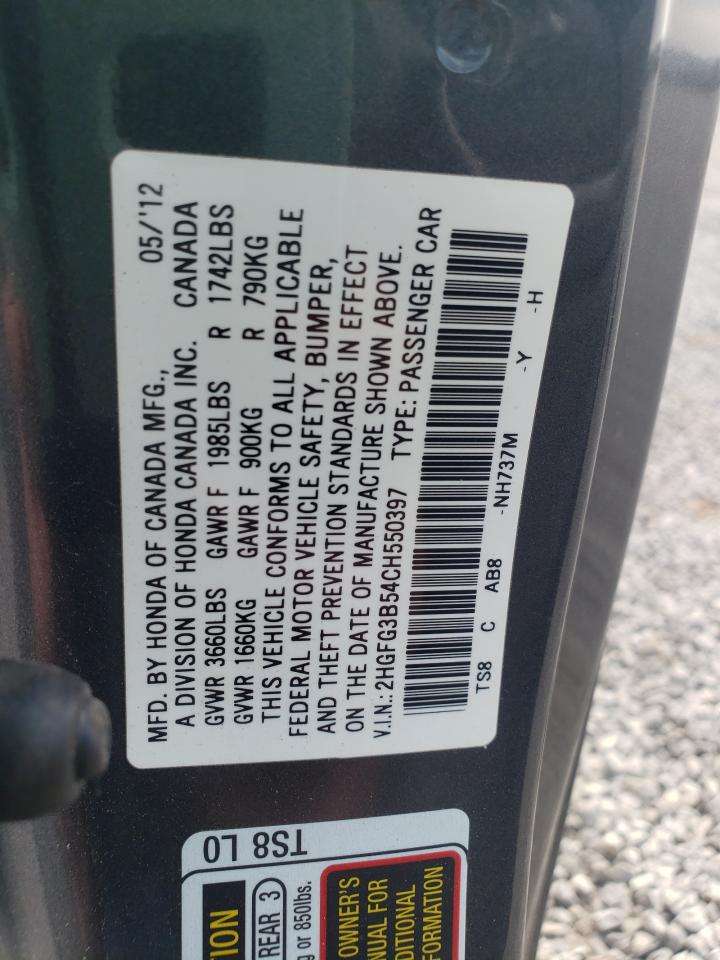 MFD. BY HONDA OF CANADA MFG., 05/'12
A DIVISION OF HONDA CANADA INC. CANADA
GVWR 3660LBS GAWR F 1985LBS R 1742LBS
GVWR 1660KG GAWR F 900KG R 790KG
THIS VEHICLE CONFORMS TO ALL APPLICABLE
FEDERAL MOTOR VEHICLE SAFETY, BUMPER,
AND THEFT PREVENTION STANDARDS IN EFFECT
ON THE DATE OF MANUFACTURE SHOWN ABOVE.
V.I.N.: 2HGFG3B54CH550397 TYPE: PASSENGER CAR
TS8 C AB8 -NH737M -Y -H
TS8 L0
REAR 3
or 850lbs.
OWNER'S
FORMATION